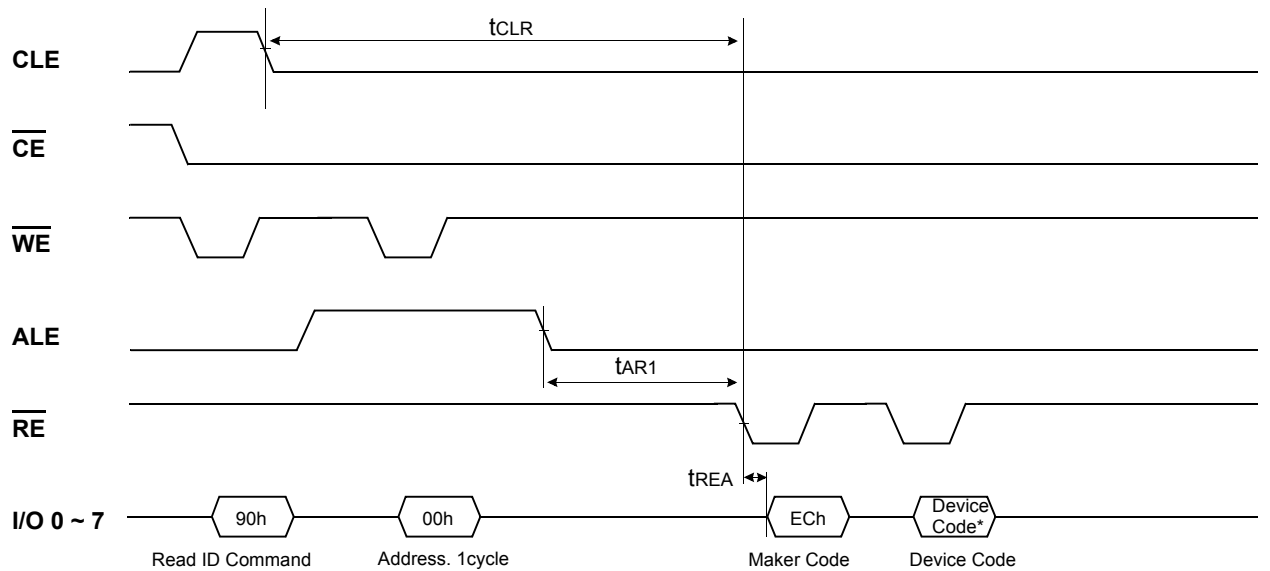 tCLR
CLE
CE
WE
ALE
tAR1
RE
tREA
I/O 0 ~ 7
90h
00h
ECh
Device
Code*
Read ID Command
Address. 1cycle
Maker Code
Device Code